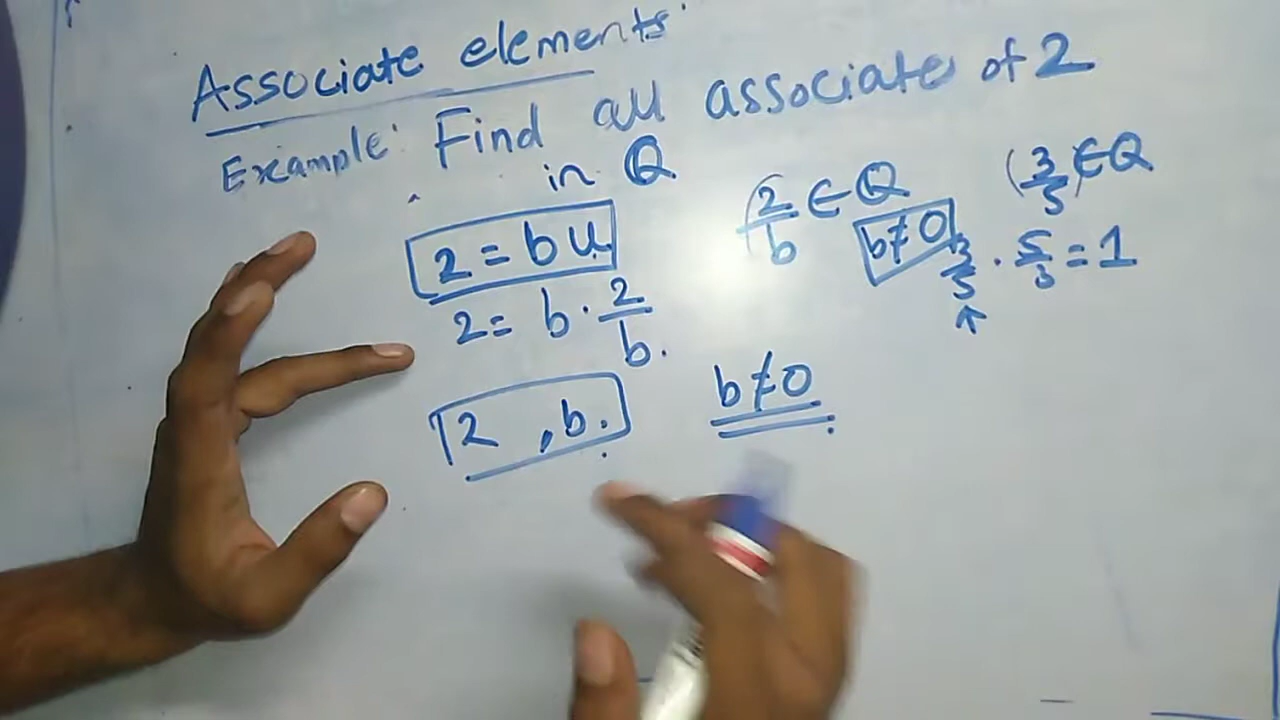 Associate elements
Example: Find all associates of 2
in Q
2 = b u
2 = b · 2/b.
2 , b.
2/b ∈ Q
b≠0
(3/5) ∈ Q
3/5 · 5/3 = 1
↑
b≠0